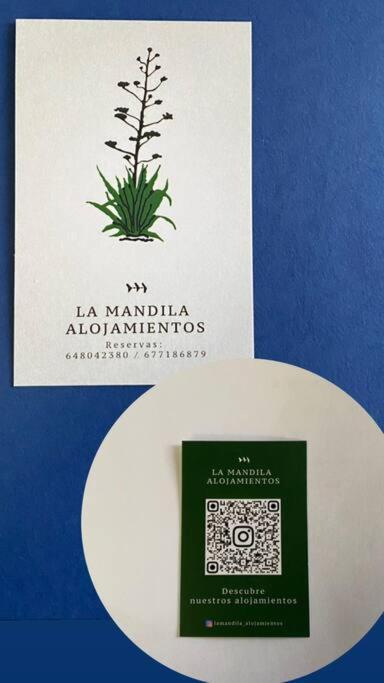 LA MANDILA
ALOJAMIENTOS
Reservas:
648042380 / 677186879
LA MANDILA
ALOJAMIENTOS
Descubre
nuestros alojamientos
lamandila_alojamientos